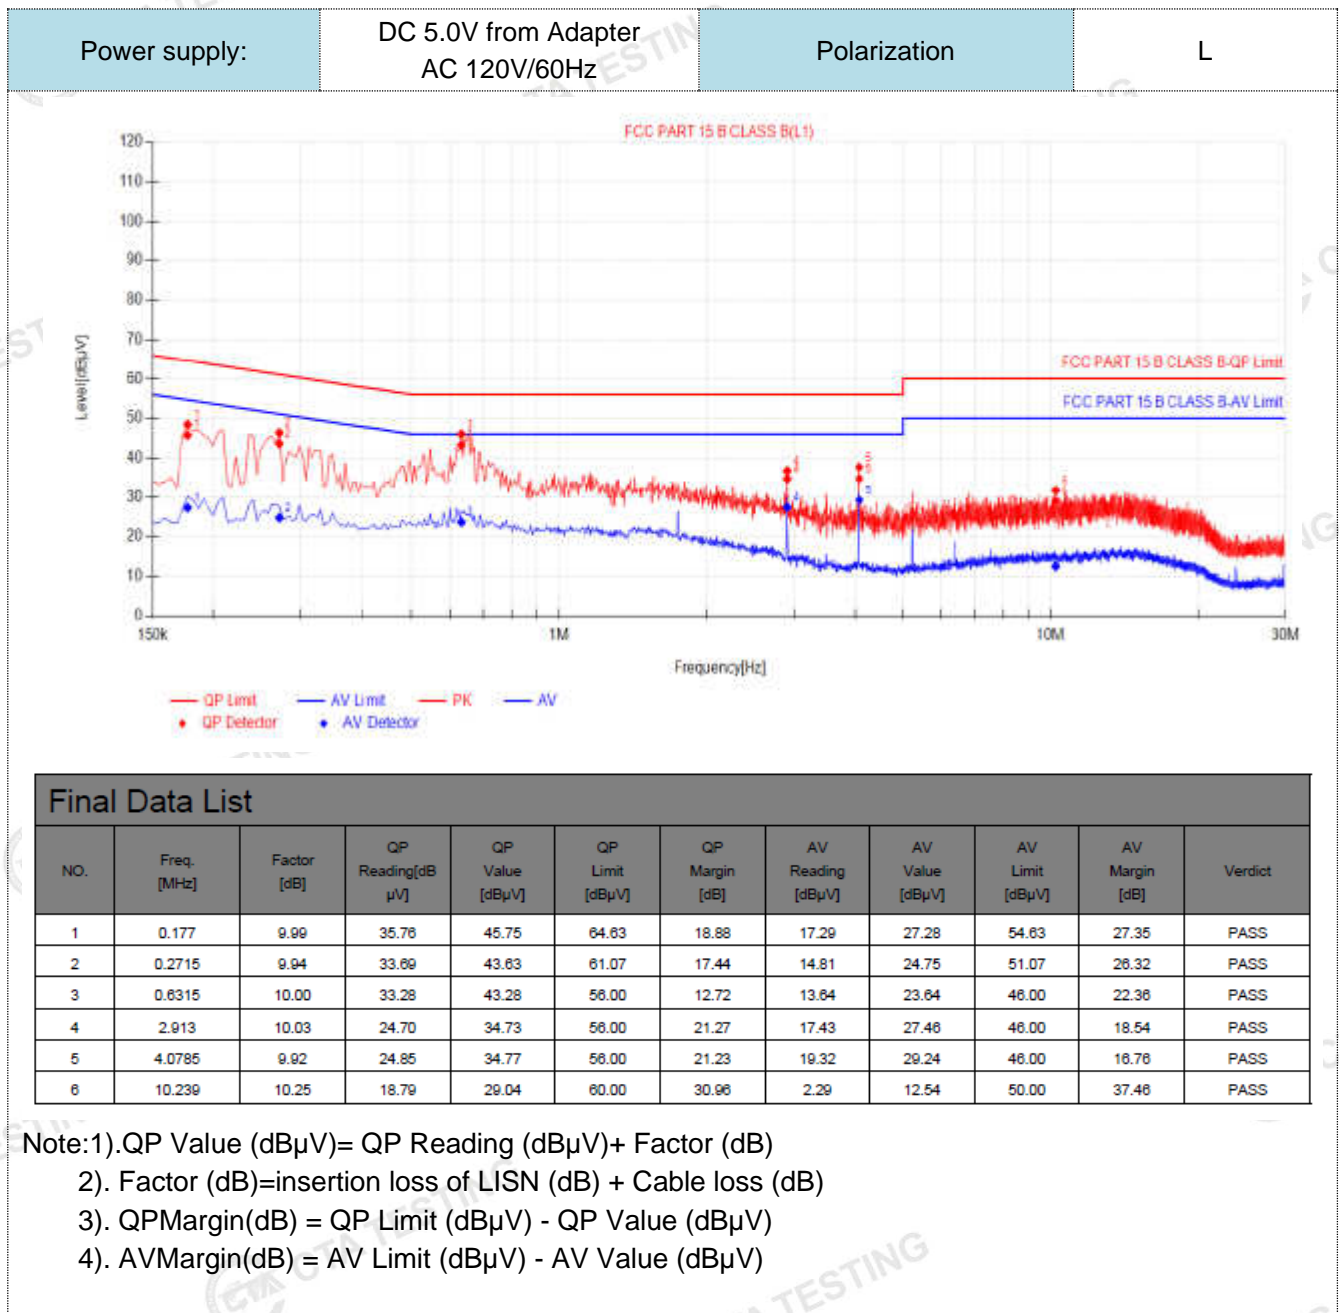 Power supply:
DC 5.0V from Adapter
AC 120V/60Hz
Polarization
L
FCC PART 15 B CLASS B(L1)
120
110
100
90
80
70
60
50
40
30
20
10
0
Level[dBµV]
FCC PART 15 B CLASS B-QP Limit
FCC PART 15 B CLASS B-AV Limit
150k
1M
10M
30M
Frequency[Hz]
QP Limit AV Limit PK AV
QP Detector AV Detector
Final Data List
NO. Freq. [MHz] Factor [dB] QP Reading[dBµV] QP Value [dBµV] QP Limit [dBµV] QP Margin [dB] AV Reading [dBµV] AV Value [dBµV] AV Limit [dBµV] AV Margin [dB] Verdict
1 0.177 9.99 35.76 45.75 64.63 18.88 17.29 27.28 54.63 27.35 PASS
2 0.2715 9.94 33.69 43.63 61.07 17.44 14.81 24.75 51.07 26.32 PASS
3 0.6315 10.00 33.28 43.28 56.00 12.72 13.64 23.64 46.00 22.36 PASS
4 2.913 10.03 24.70 34.73 56.00 21.27 17.43 27.46 46.00 18.54 PASS
5 4.0785 9.92 24.85 34.77 56.00 21.23 19.32 29.24 46.00 16.76 PASS
6 10.239 10.25 18.79 29.04 60.00 30.96 2.29 12.54 50.00 37.46 PASS
Note:1).QP Value (dBµV)= QP Reading (dBµV)+ Factor (dB)
2). Factor (dB)=insertion loss of LISN (dB) + Cable loss (dB)
3). QPMargin(dB) = QP Limit (dBµV) - QP Value (dBµV)
4). AVMargin(dB) = AV Limit (dBµV) - AV Value (dBµV)
CTA TESTING